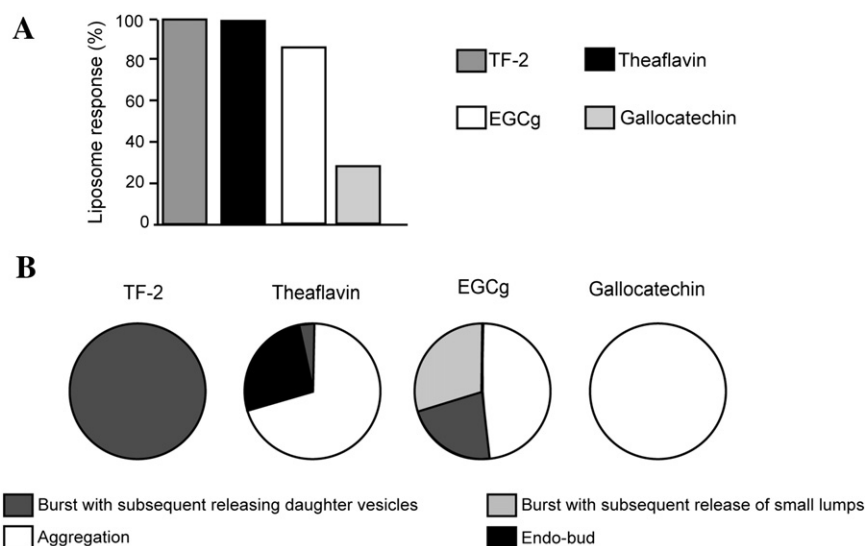 A
Liposome response (%)
100
80
60
40
20
0
TF-2
Theaflavin
EGCg
Gallocatechin
B
TF-2
Theaflavin
EGCg
Gallocatechin
Burst with subsequent releasing daughter vesicles
Burst with subsequent release of small lumps
Aggregation
Endo-bud